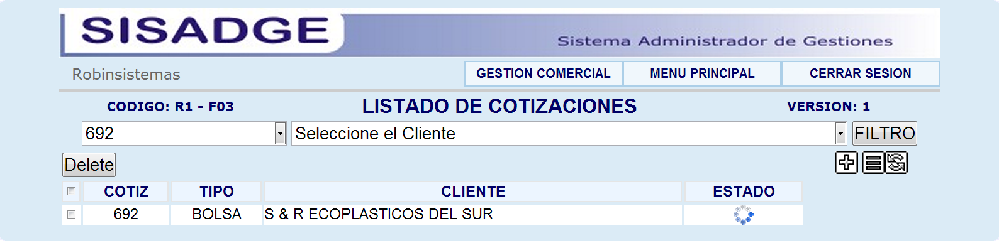 SISADGE
Sistema Administrador de Gestiones
Robinsistemas GESTION COMERCIAL MENU PRINCIPAL CERRAR SESION
CODIGO: R1 - F03 LISTADO DE COTIZACIONES VERSION: 1
692 Seleccione el Cliente FILTRO
Delete
COTIZ TIPO CLIENTE ESTADO
692 BOLSA S & R ECOPLASTICOS DEL SUR